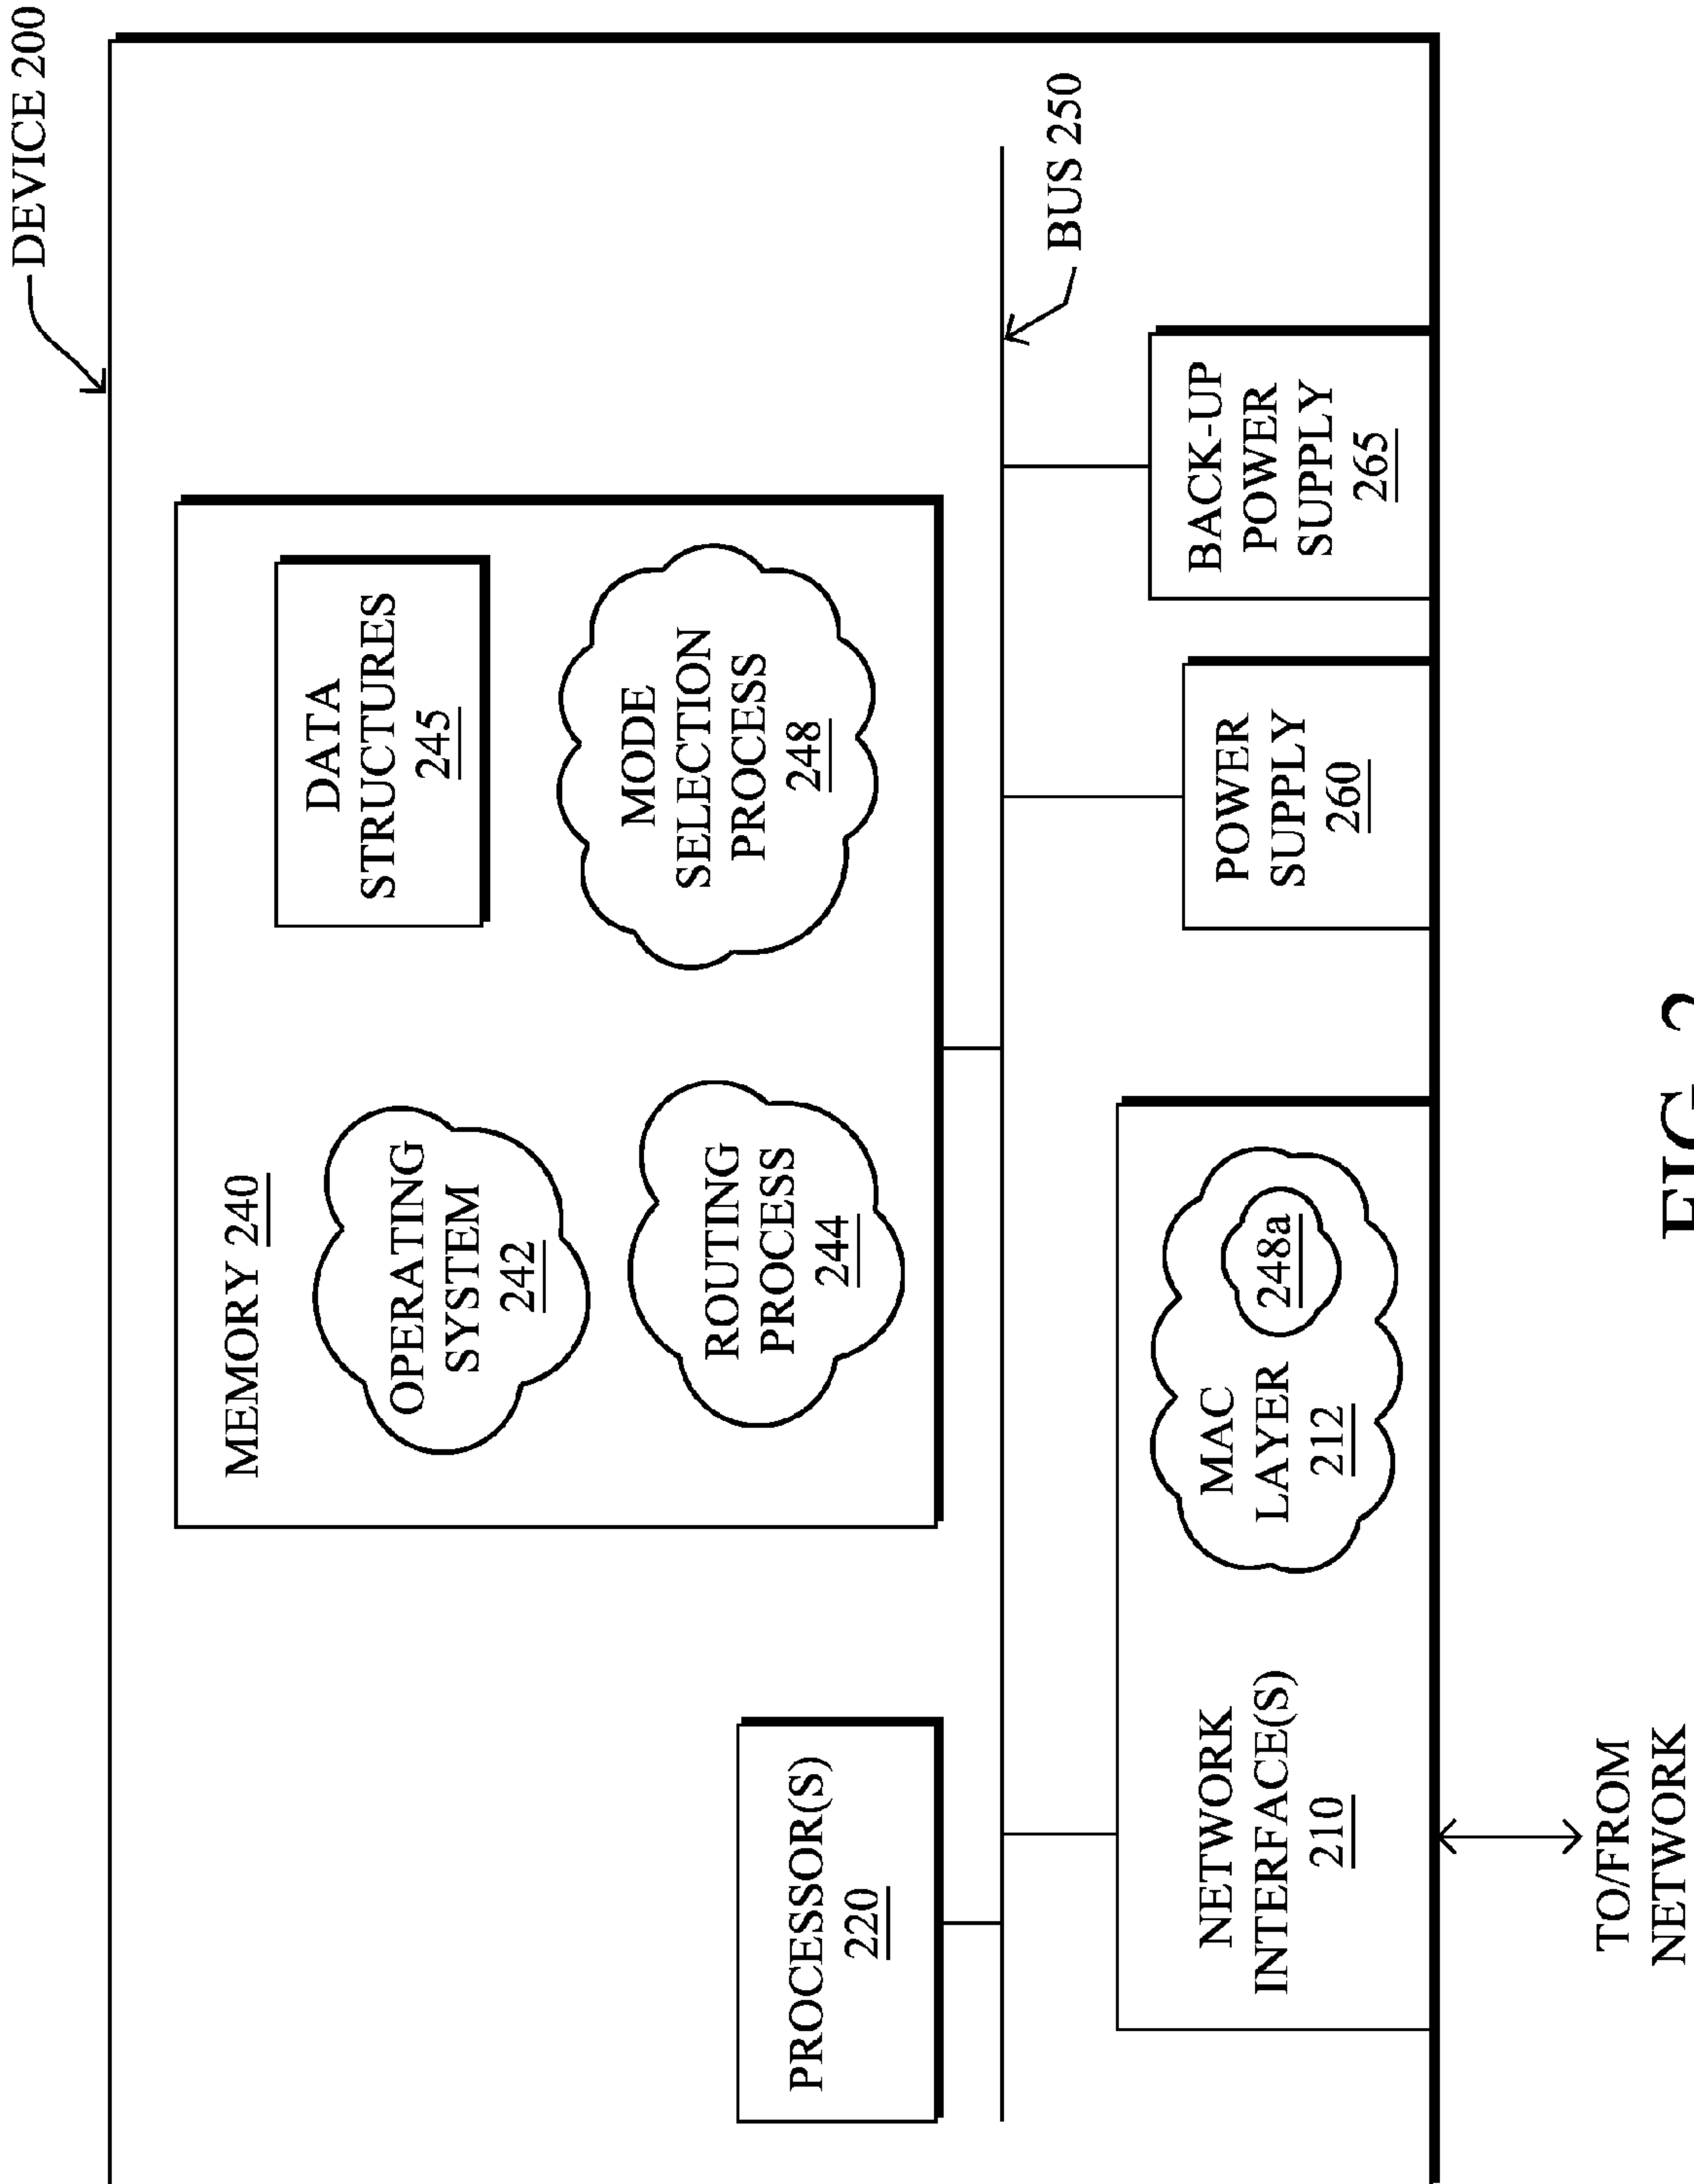 DEVICE 200
MEMORY 240
OPERATING
SYSTEM
242
DATA
STRUCTURES
245
ROUTING
PROCESS
244
MODE
SELECTION
PROCESS
248
PROCESSOR(S)
220
BUS 250
NETWORK
INTERFACE(S)
210
MAC
LAYER
212
248a
POWER
SUPPLY
260
BACK-UP
POWER
SUPPLY
265
TO/FROM
NETWORK
FIG. 2